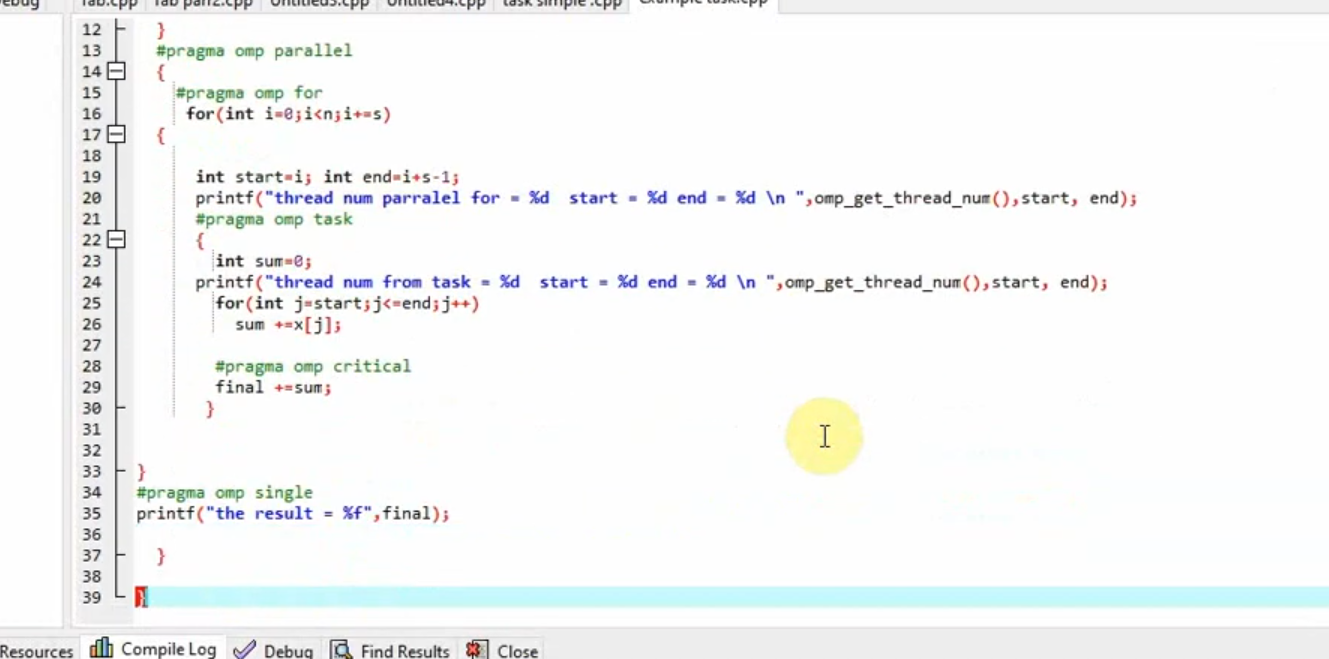 ebug Tab.cpp Tab part2.cpp Untitled3.cpp Untitled4.cpp task simple .cpp Example task.cpp
12 }
13 #pragma omp parallel
14 {
15 #pragma omp for
16 for(int i=0;i<n;i+=s)
17 {
18
19 int start=i; int end=i+s-1;
20 printf("thread num parralel for = %d  start = %d end = %d \n ",omp_get_thread_num(),start, end);
21 #pragma omp task
22 {
23 int sum=0;
24 printf("thread num from task = %d  start = %d end = %d \n ",omp_get_thread_num(),start, end);
25 for(int j=start;j<=end;j++)
26 sum +=x[j];
27
28 #pragma omp critical
29 final +=sum;
30 }
31
32
33 }
34 #pragma omp single
35 printf("the result = %f",final);
36
37 }
38
39 }
Resources Compile Log Debug Find Results Close